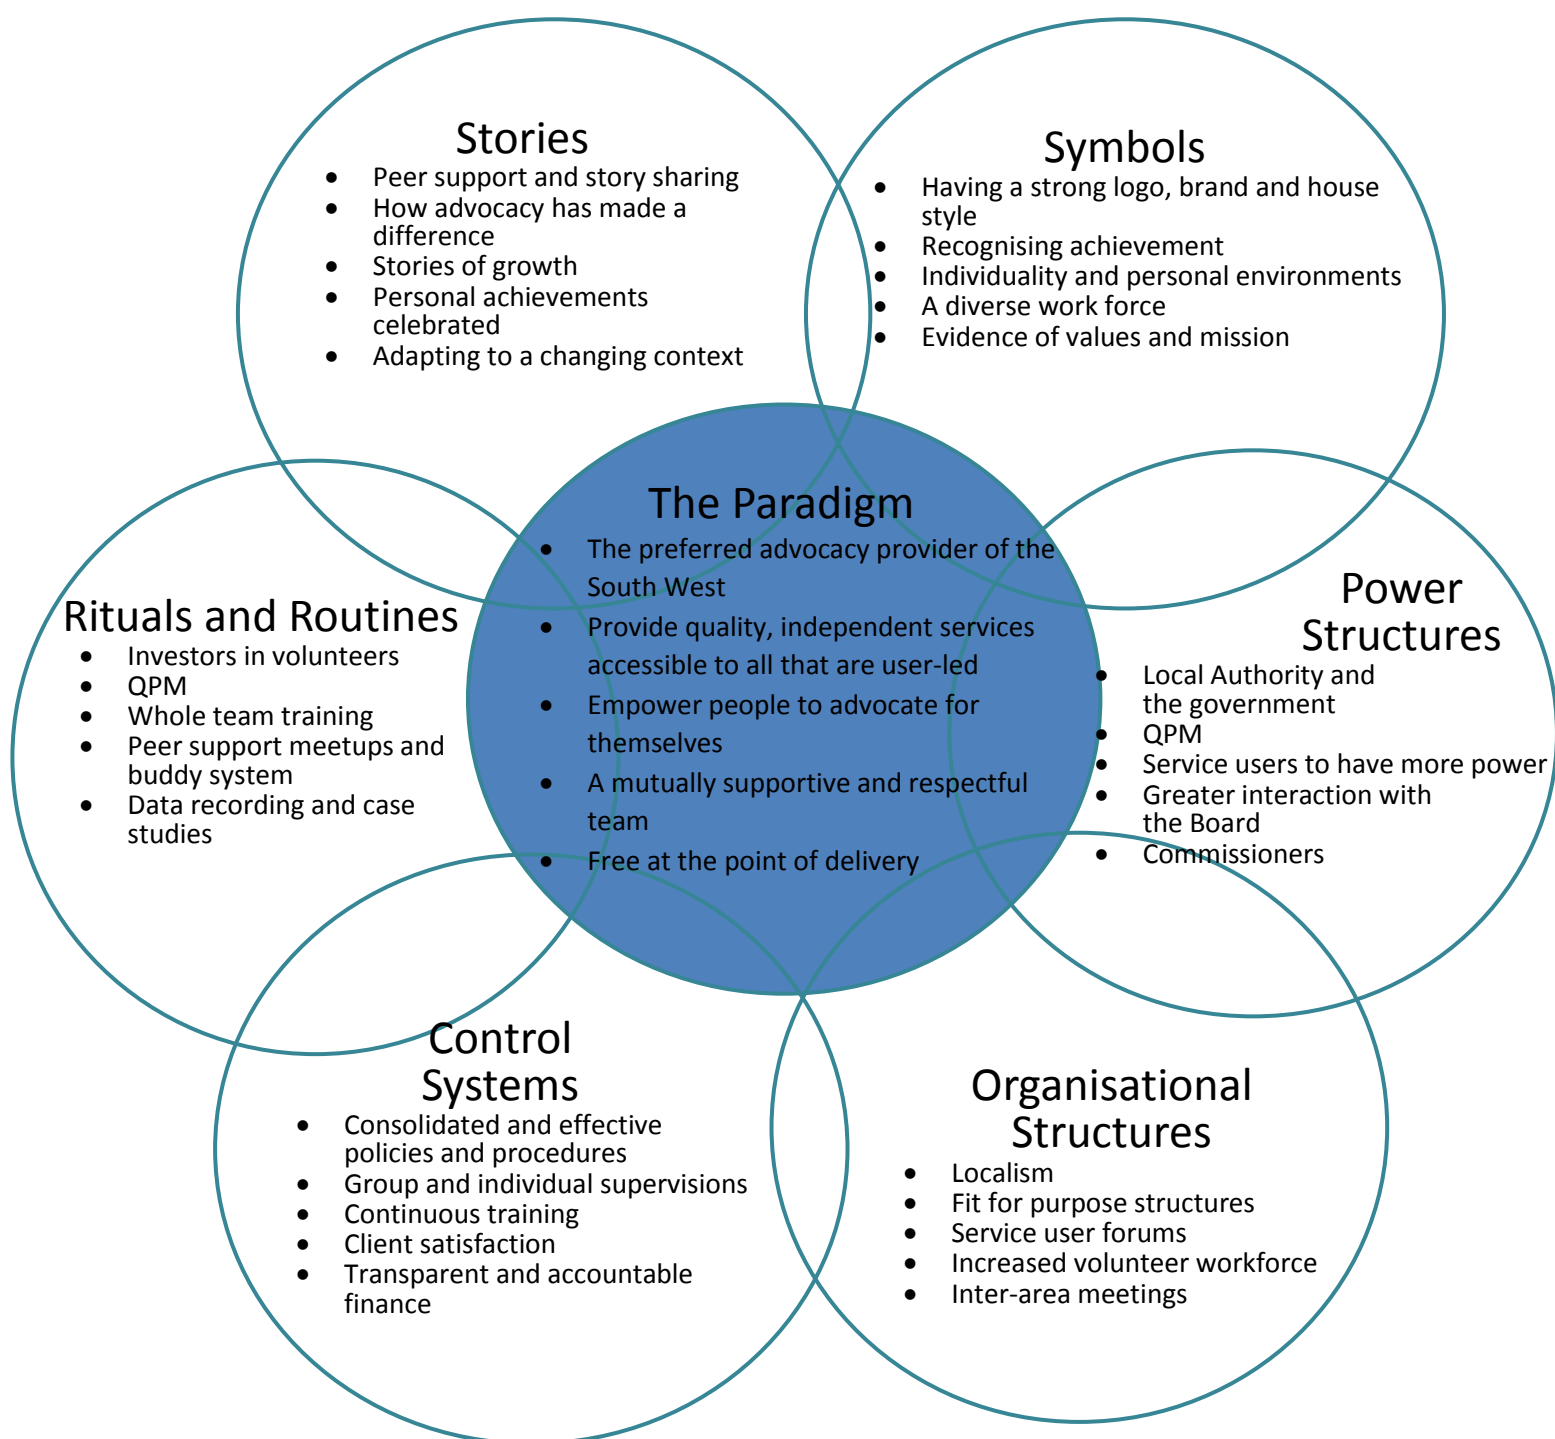 Stories
• Peer support and story sharing
• How advocacy has made a
difference
• Stories of growth
• Personal achievements
celebrated
• Adapting to a changing context
Symbols
• Having a strong logo, brand and house
style
• Recognising achievement
• Individuality and personal environments
• A diverse work force
• Evidence of values and mission
The Paradigm
• The preferred advocacy provider of the
South West
• Provide quality, independent services
accessible to all that are user-led
• Empower people to advocate for
themselves
• A mutually supportive and respectful
team
• Free at the point of delivery
Rituals and Routines
• Investors in volunteers
• QPM
• Whole team training
• Peer support meetups and
buddy system
• Data recording and case
studies
Power
Structures
• Local Authority and
the government
• QPM
• Service users to have more power
• Greater interaction with
the Board
• Commissioners
Control
Systems
• Consolidated and effective
policies and procedures
• Group and individual supervisions
• Continuous training
• Client satisfaction
• Transparent and accountable
finance
Organisational
Structures
• Localism
• Fit for purpose structures
• Service user forums
• Increased volunteer workforce
• Inter-area meetings